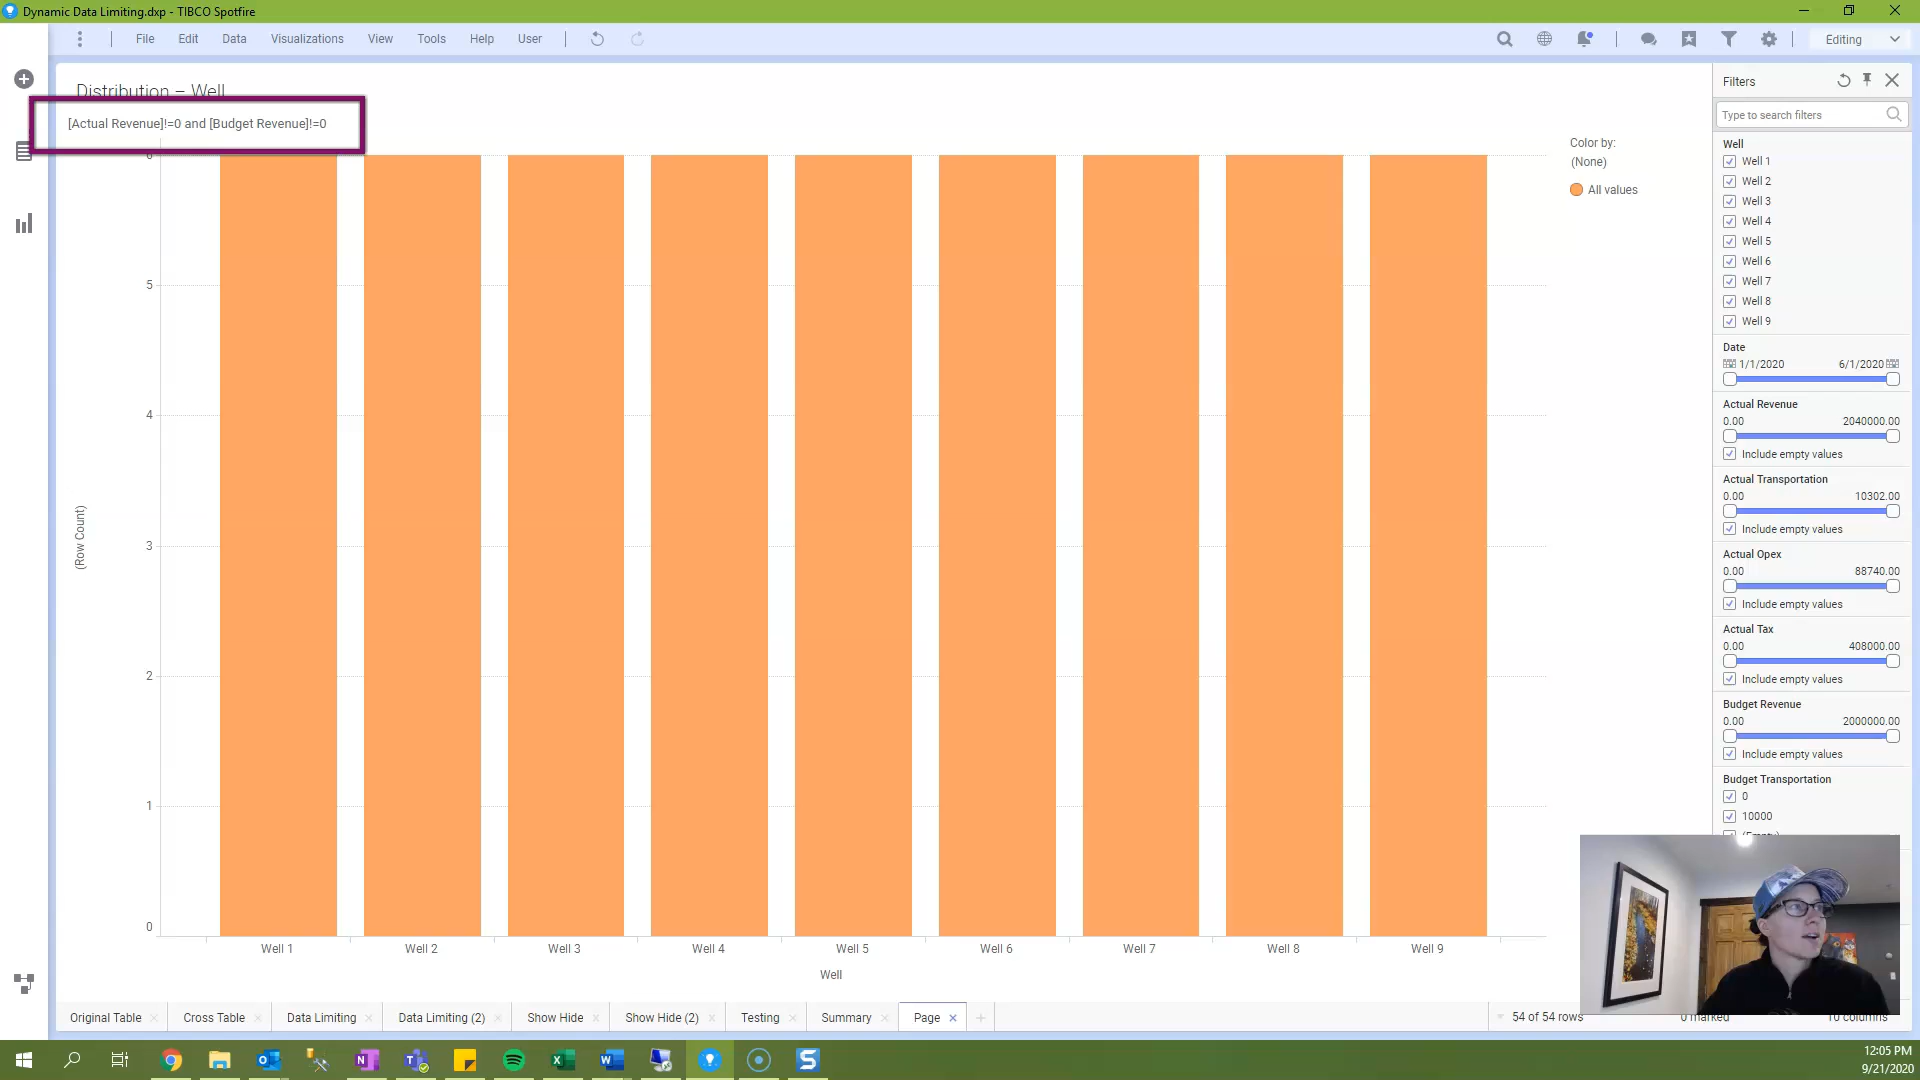 Dynamic Data Limiting.dxp - TIBCO Spotfire
File Edit Data Visualizations View Tools Help User
Editing
Distribution – Well
[Actual Revenue]!=0 and [Budget Revenue]!=0
6
5
4
3
2
1
0
(Row Count)
Well 1 Well 2 Well 3 Well 4 Well 5 Well 6 Well 7 Well 8 Well 9
Well
Color by:
(None)
All values
Filters
Type to search filters
Well
Well 1
Well 2
Well 3
Well 4
Well 5
Well 6
Well 7
Well 8
Well 9
Date
1/1/2020 6/1/2020
Actual Revenue
0.00 2040000.00
Include empty values
Actual Transportation
0.00 10302.00
Include empty values
Actual Opex
0.00 88740.00
Include empty values
Actual Tax
0.00 408000.00
Include empty values
Budget Revenue
0.00 2000000.00
Include empty values
Budget Transportation
0
10000
(Empty)
Original Table Cross Table Data Limiting Data Limiting (2) Show Hide Show Hide (2) Testing Summary Page
54 of 54 rows 0 marked 10 columns
12:05 PM
9/21/2020